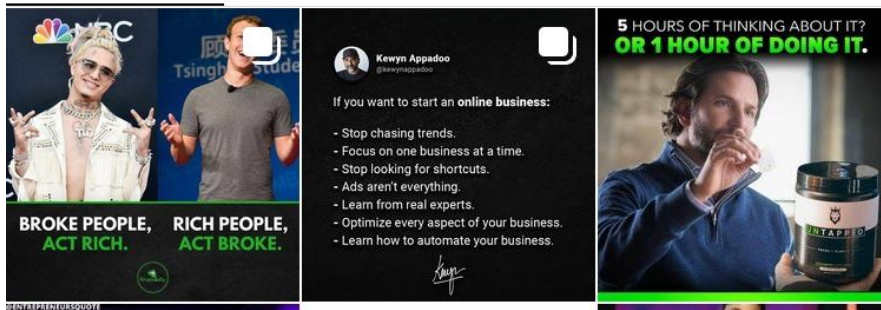 NBC
BROKE PEOPLE,
ACT RICH.
RICH PEOPLE,
ACT BROKE.
Kewyn Appadoo
@kewynappadoo
If you want to start an online business:
- Stop chasing trends.
- Focus on one business at a time.
- Stop looking for shortcuts.
- Ads aren't everything.
- Learn from real experts.
- Optimize every aspect of your business.
- Learn how to automate your business.
Kewyn
5 HOURS OF THINKING ABOUT IT?
OR 1 HOUR OF DOING IT.
UNTAPPED
@ENTREPRENEURSQUOTE